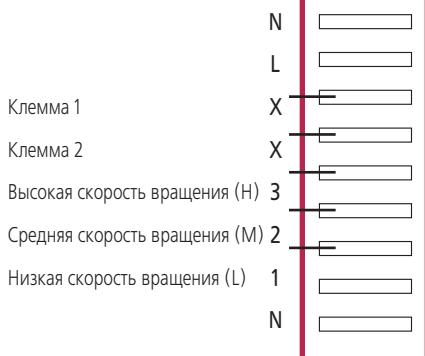 N
L
Клемма 1 X
Клемма 2 X
Высокая скорость вращения (H) 3
Средняя скорость вращения (M) 2
Низкая скорость вращения (L) 1
N